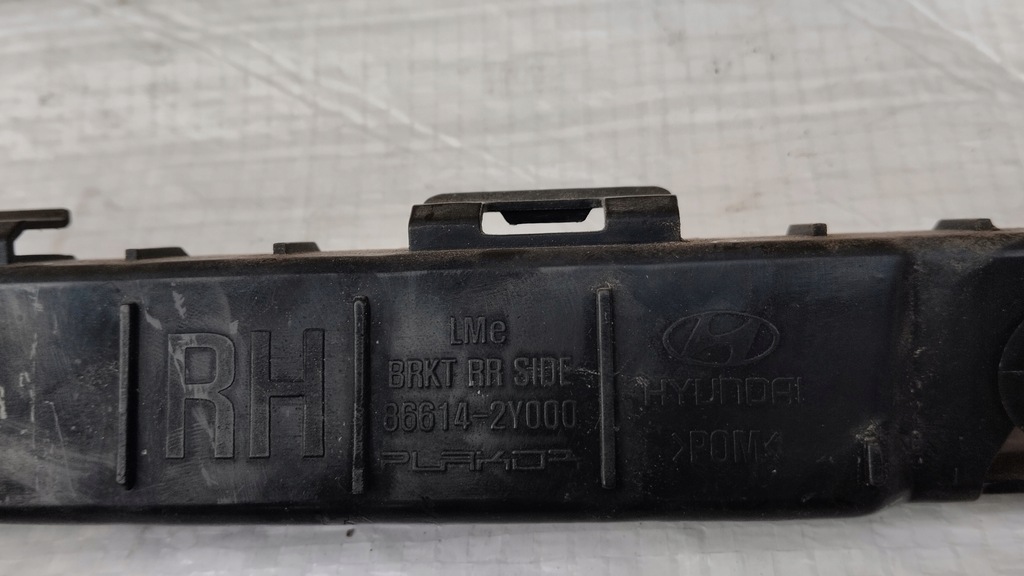 RH
LMe
BRKT RR SIDE
86614-2Y000
PLAKOR
HYUNDAI
>POM<